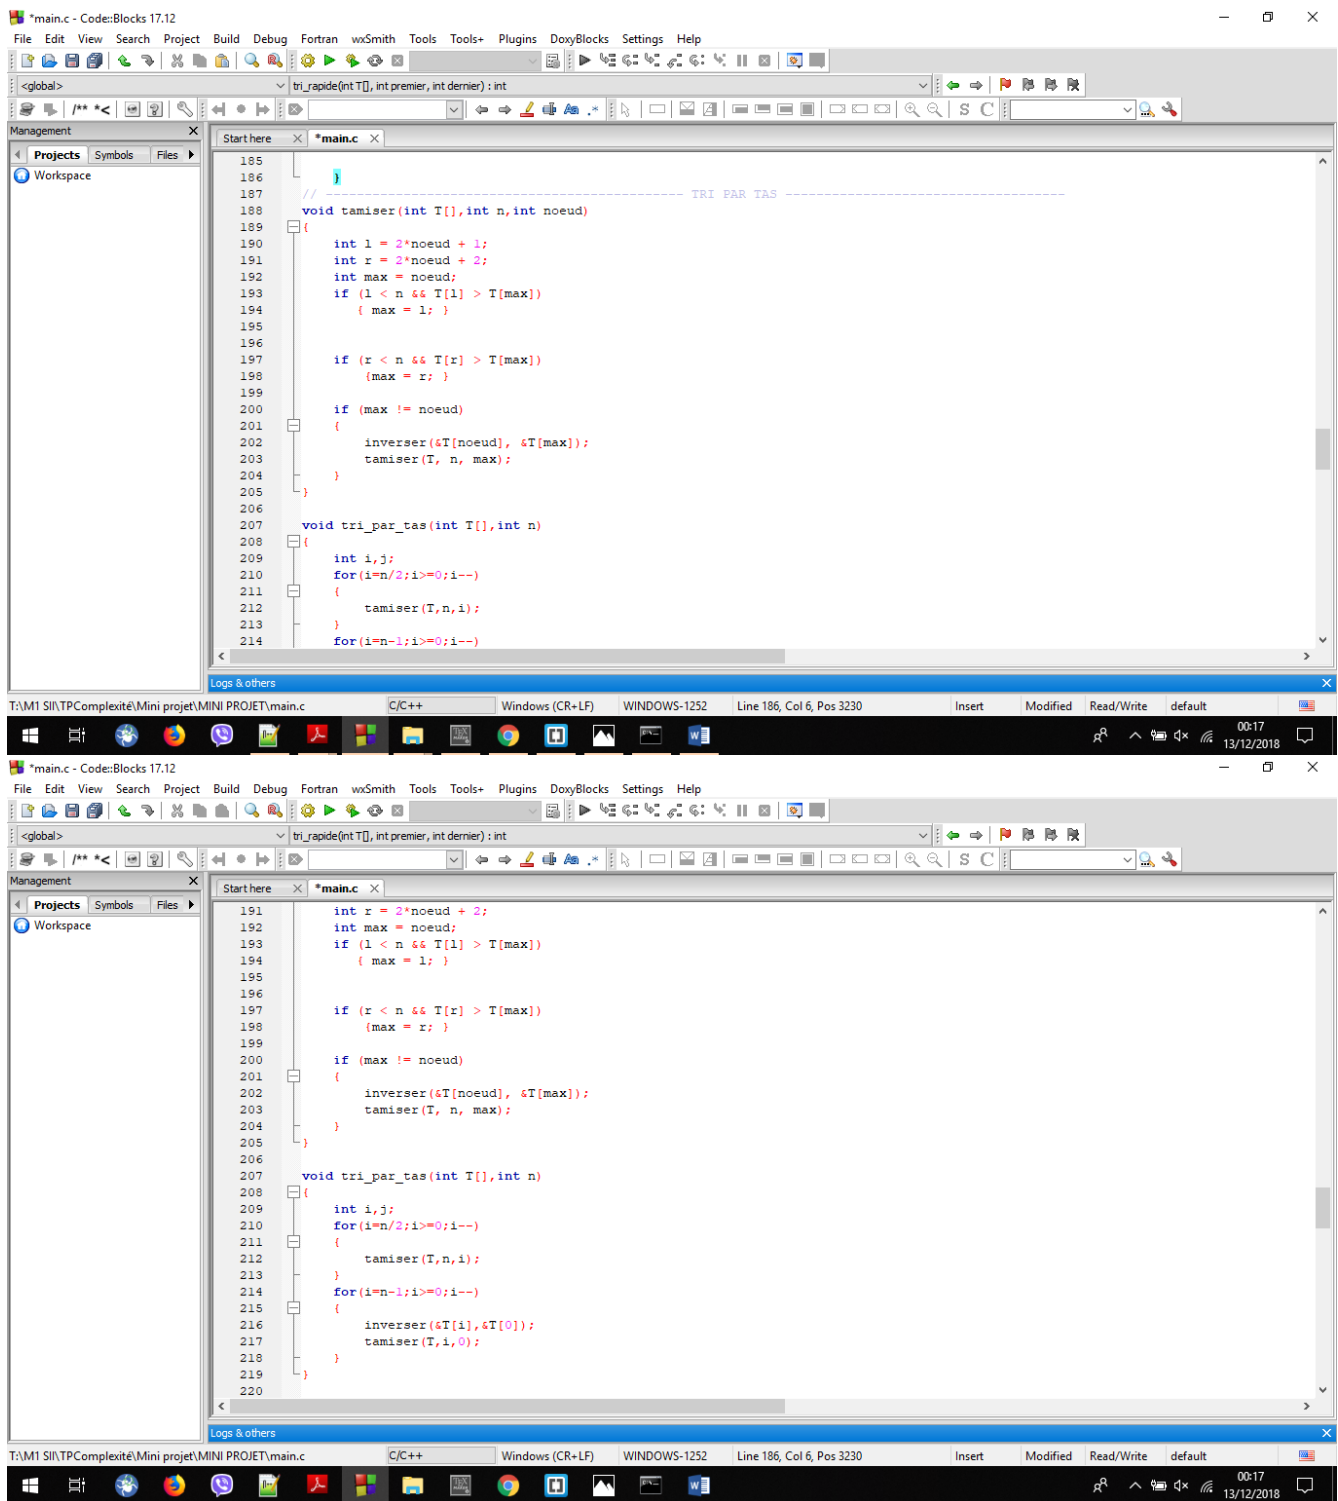 *main.c - Code::Blocks 17.12
File Edit View Search Project Build Debug Fortran wxSmith Tools Tools+ Plugins DoxyBlocks Settings Help
<global> tri_rapide(int T[], int premier, int dernier) : int
/** *< S C
Management
Projects Symbols Files
Workspace
Start here *main.c
185
186 }
187 // ---------------------------------------------- TRI PAR TAS ------------------------------------
188 void tamiser(int T[],int n,int noeud)
189 {
190 int l = 2*noeud + 1;
191 int r = 2*noeud + 2;
192 int max = noeud;
193 if (l < n && T[l] > T[max])
194 { max = l; }
195
196
197 if (r < n && T[r] > T[max])
198 {max = r; }
199
200 if (max != noeud)
201 {
202 inverser(&T[noeud], &T[max]);
203 tamiser(T, n, max);
204 }
205 }
206
207 void tri_par_tas(int T[],int n)
208 {
209 int i,j;
210 for(i=n/2;i>=0;i--)
211 {
212 tamiser(T,n,i);
213 }
214 for(i=n-1;i>=0;i--)
Logs & others
T:\M1 SII\TPComplexité\Mini projet\MINI PROJET\main.c C/C++ Windows (CR+LF) WINDOWS-1252 Line 186, Col 6, Pos 3230 Insert Modified Read/Write default
00:17
13/12/2018
*main.c - Code::Blocks 17.12
File Edit View Search Project Build Debug Fortran wxSmith Tools Tools+ Plugins DoxyBlocks Settings Help
<global> tri_rapide(int T[], int premier, int dernier) : int
/** *< S C
Management
Projects Symbols Files
Workspace
Start here *main.c
191 int r = 2*noeud + 2;
192 int max = noeud;
193 if (l < n && T[l] > T[max])
194 { max = l; }
195
196
197 if (r < n && T[r] > T[max])
198 {max = r; }
199
200 if (max != noeud)
201 {
202 inverser(&T[noeud], &T[max]);
203 tamiser(T, n, max);
204 }
205 }
206
207 void tri_par_tas(int T[],int n)
208 {
209 int i,j;
210 for(i=n/2;i>=0;i--)
211 {
212 tamiser(T,n,i);
213 }
214 for(i=n-1;i>=0;i--)
215 {
216 inverser(&T[i],&T[0]);
217 tamiser(T,i,0);
218 }
219 }
220
Logs & others
T:\M1 SII\TPComplexité\Mini projet\MINI PROJET\main.c C/C++ Windows (CR+LF) WINDOWS-1252 Line 186, Col 6, Pos 3230 Insert Modified Read/Write default
00:17
13/12/2018